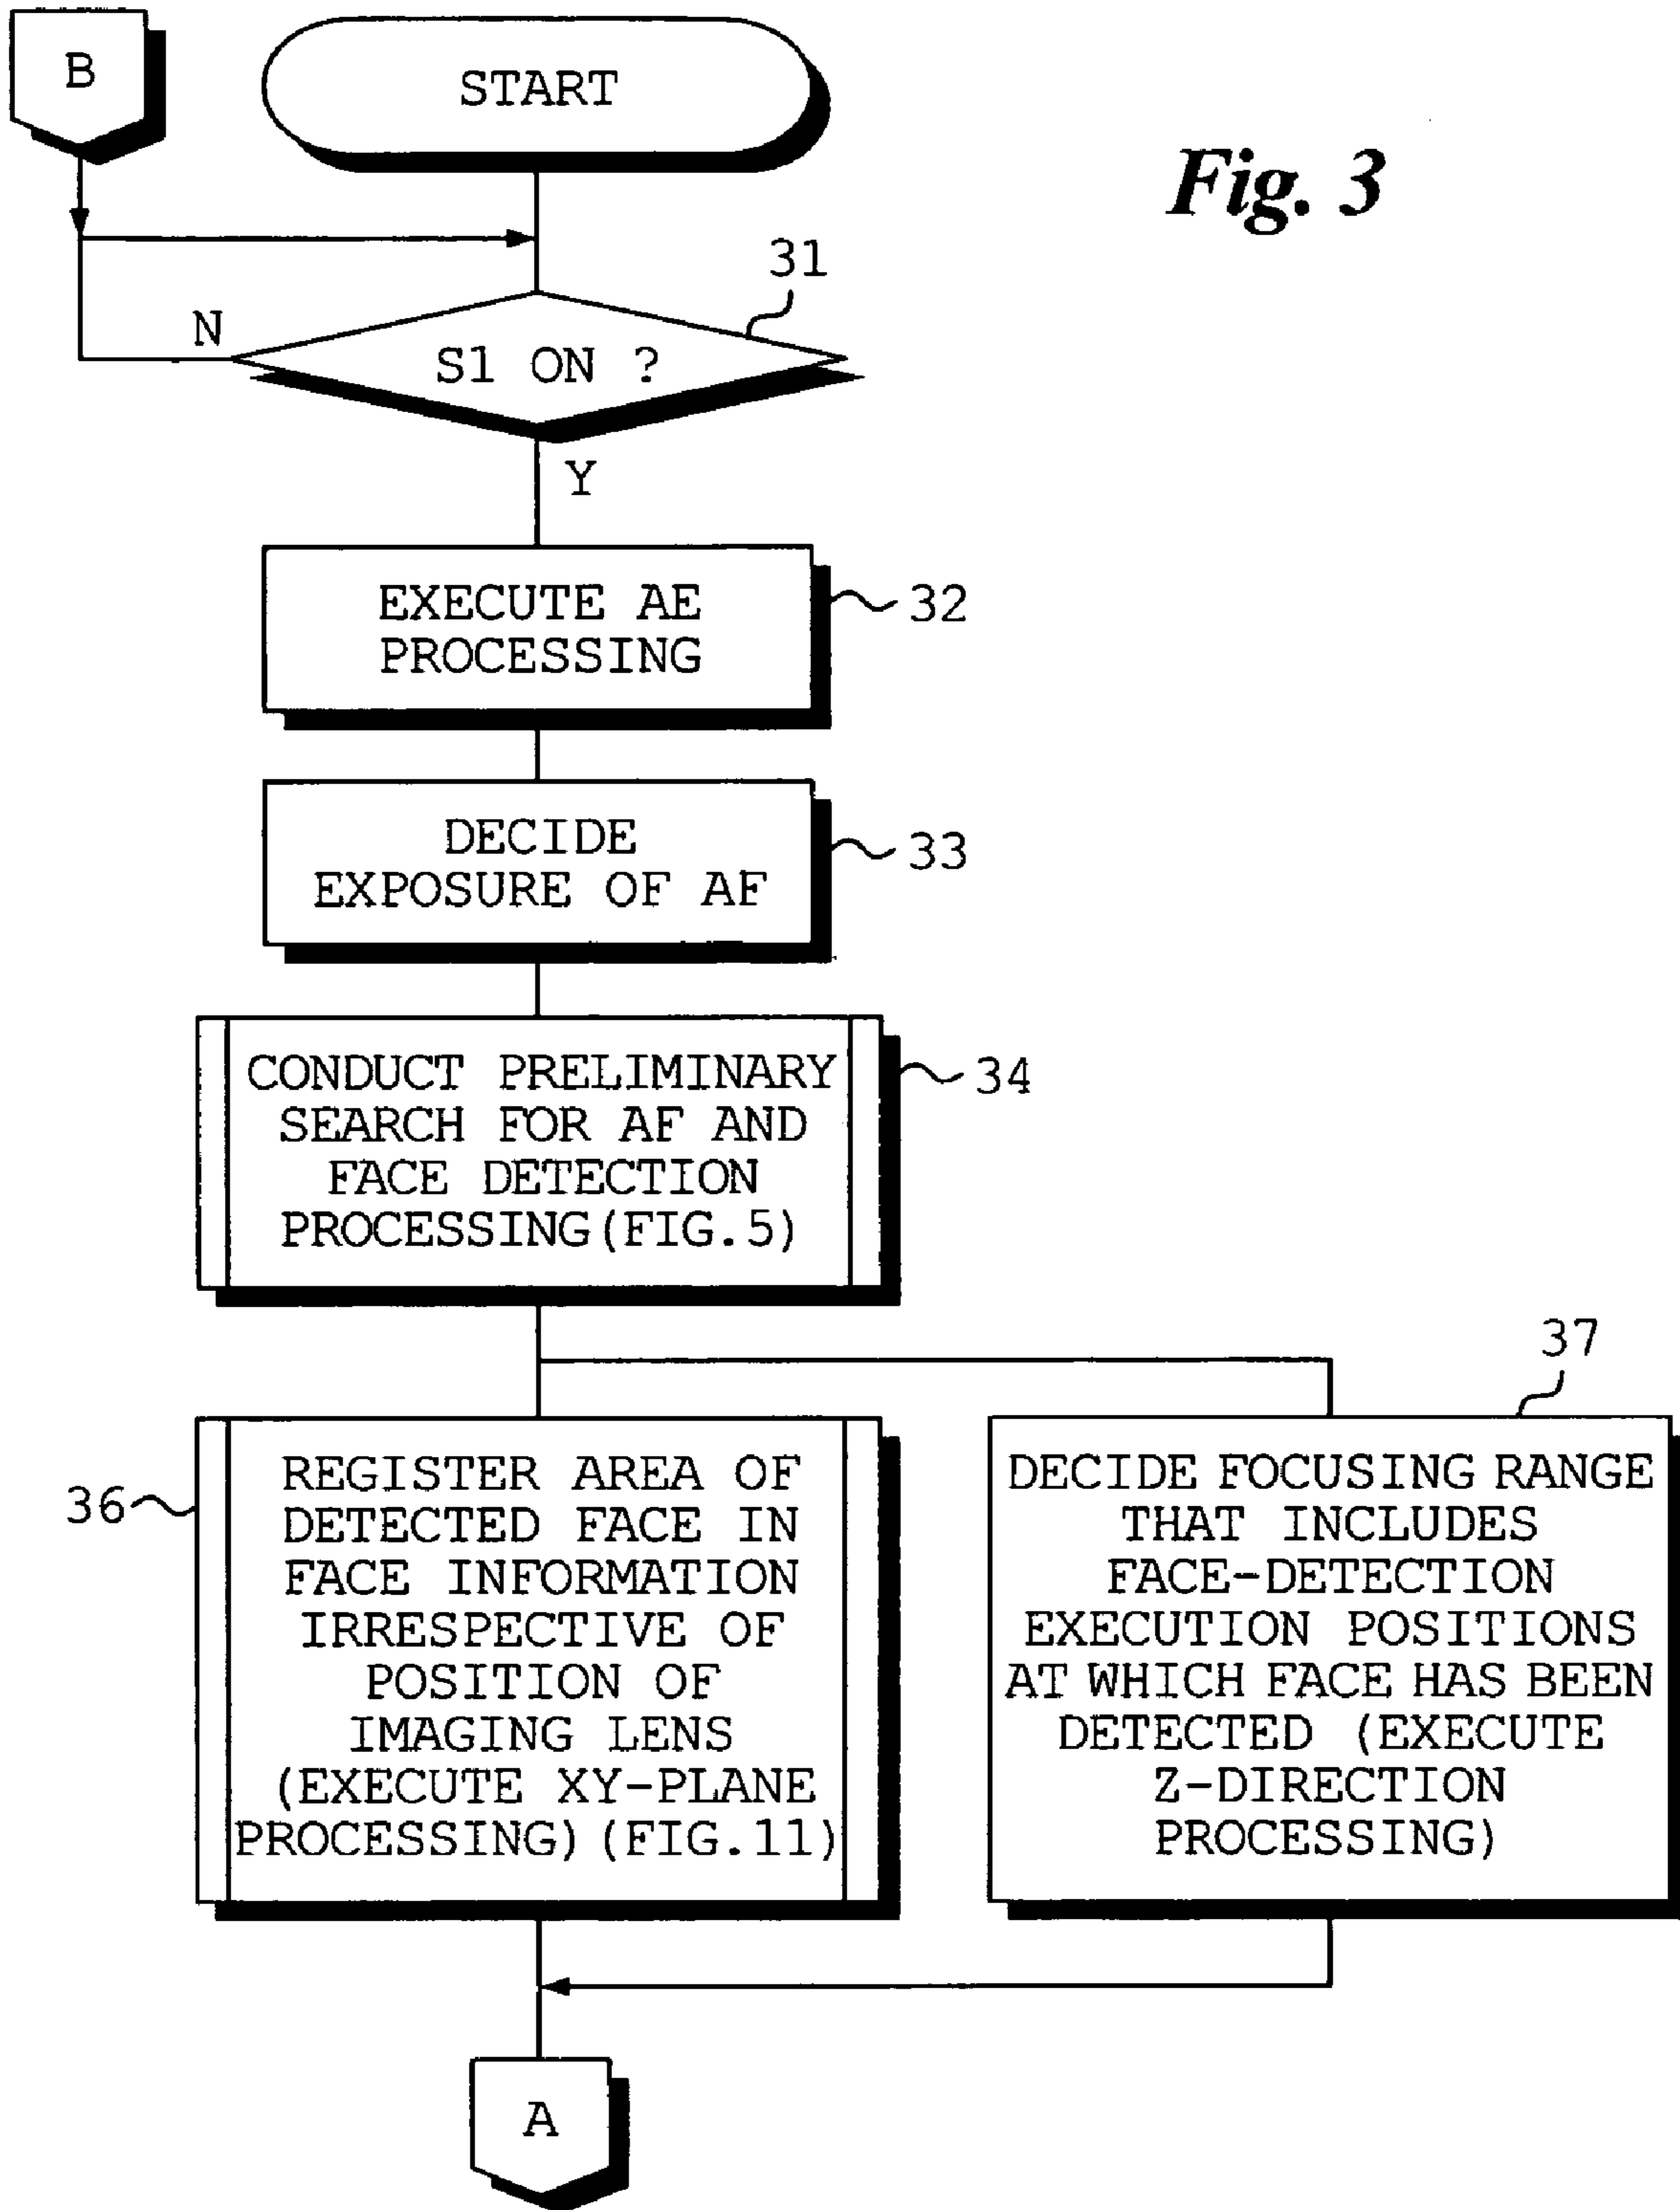 B
START
Fig. 3
31
N
S1 ON ?
Y
EXECUTE AE
PROCESSING
32
DECIDE
EXPOSURE OF AF
33
CONDUCT PRELIMINARY
SEARCH FOR AF AND
FACE DETECTION
PROCESSING(FIG.5)
34
36
REGISTER AREA OF
DETECTED FACE IN
FACE INFORMATION
IRRESPECTIVE OF
POSITION OF
IMAGING LENS
(EXECUTE XY-PLANE
PROCESSING)(FIG.11)
37
DECIDE FOCUSING RANGE
THAT INCLUDES
FACE-DETECTION
EXECUTION POSITIONS
AT WHICH FACE HAS BEEN
DETECTED (EXECUTE
Z-DIRECTION
PROCESSING)
A